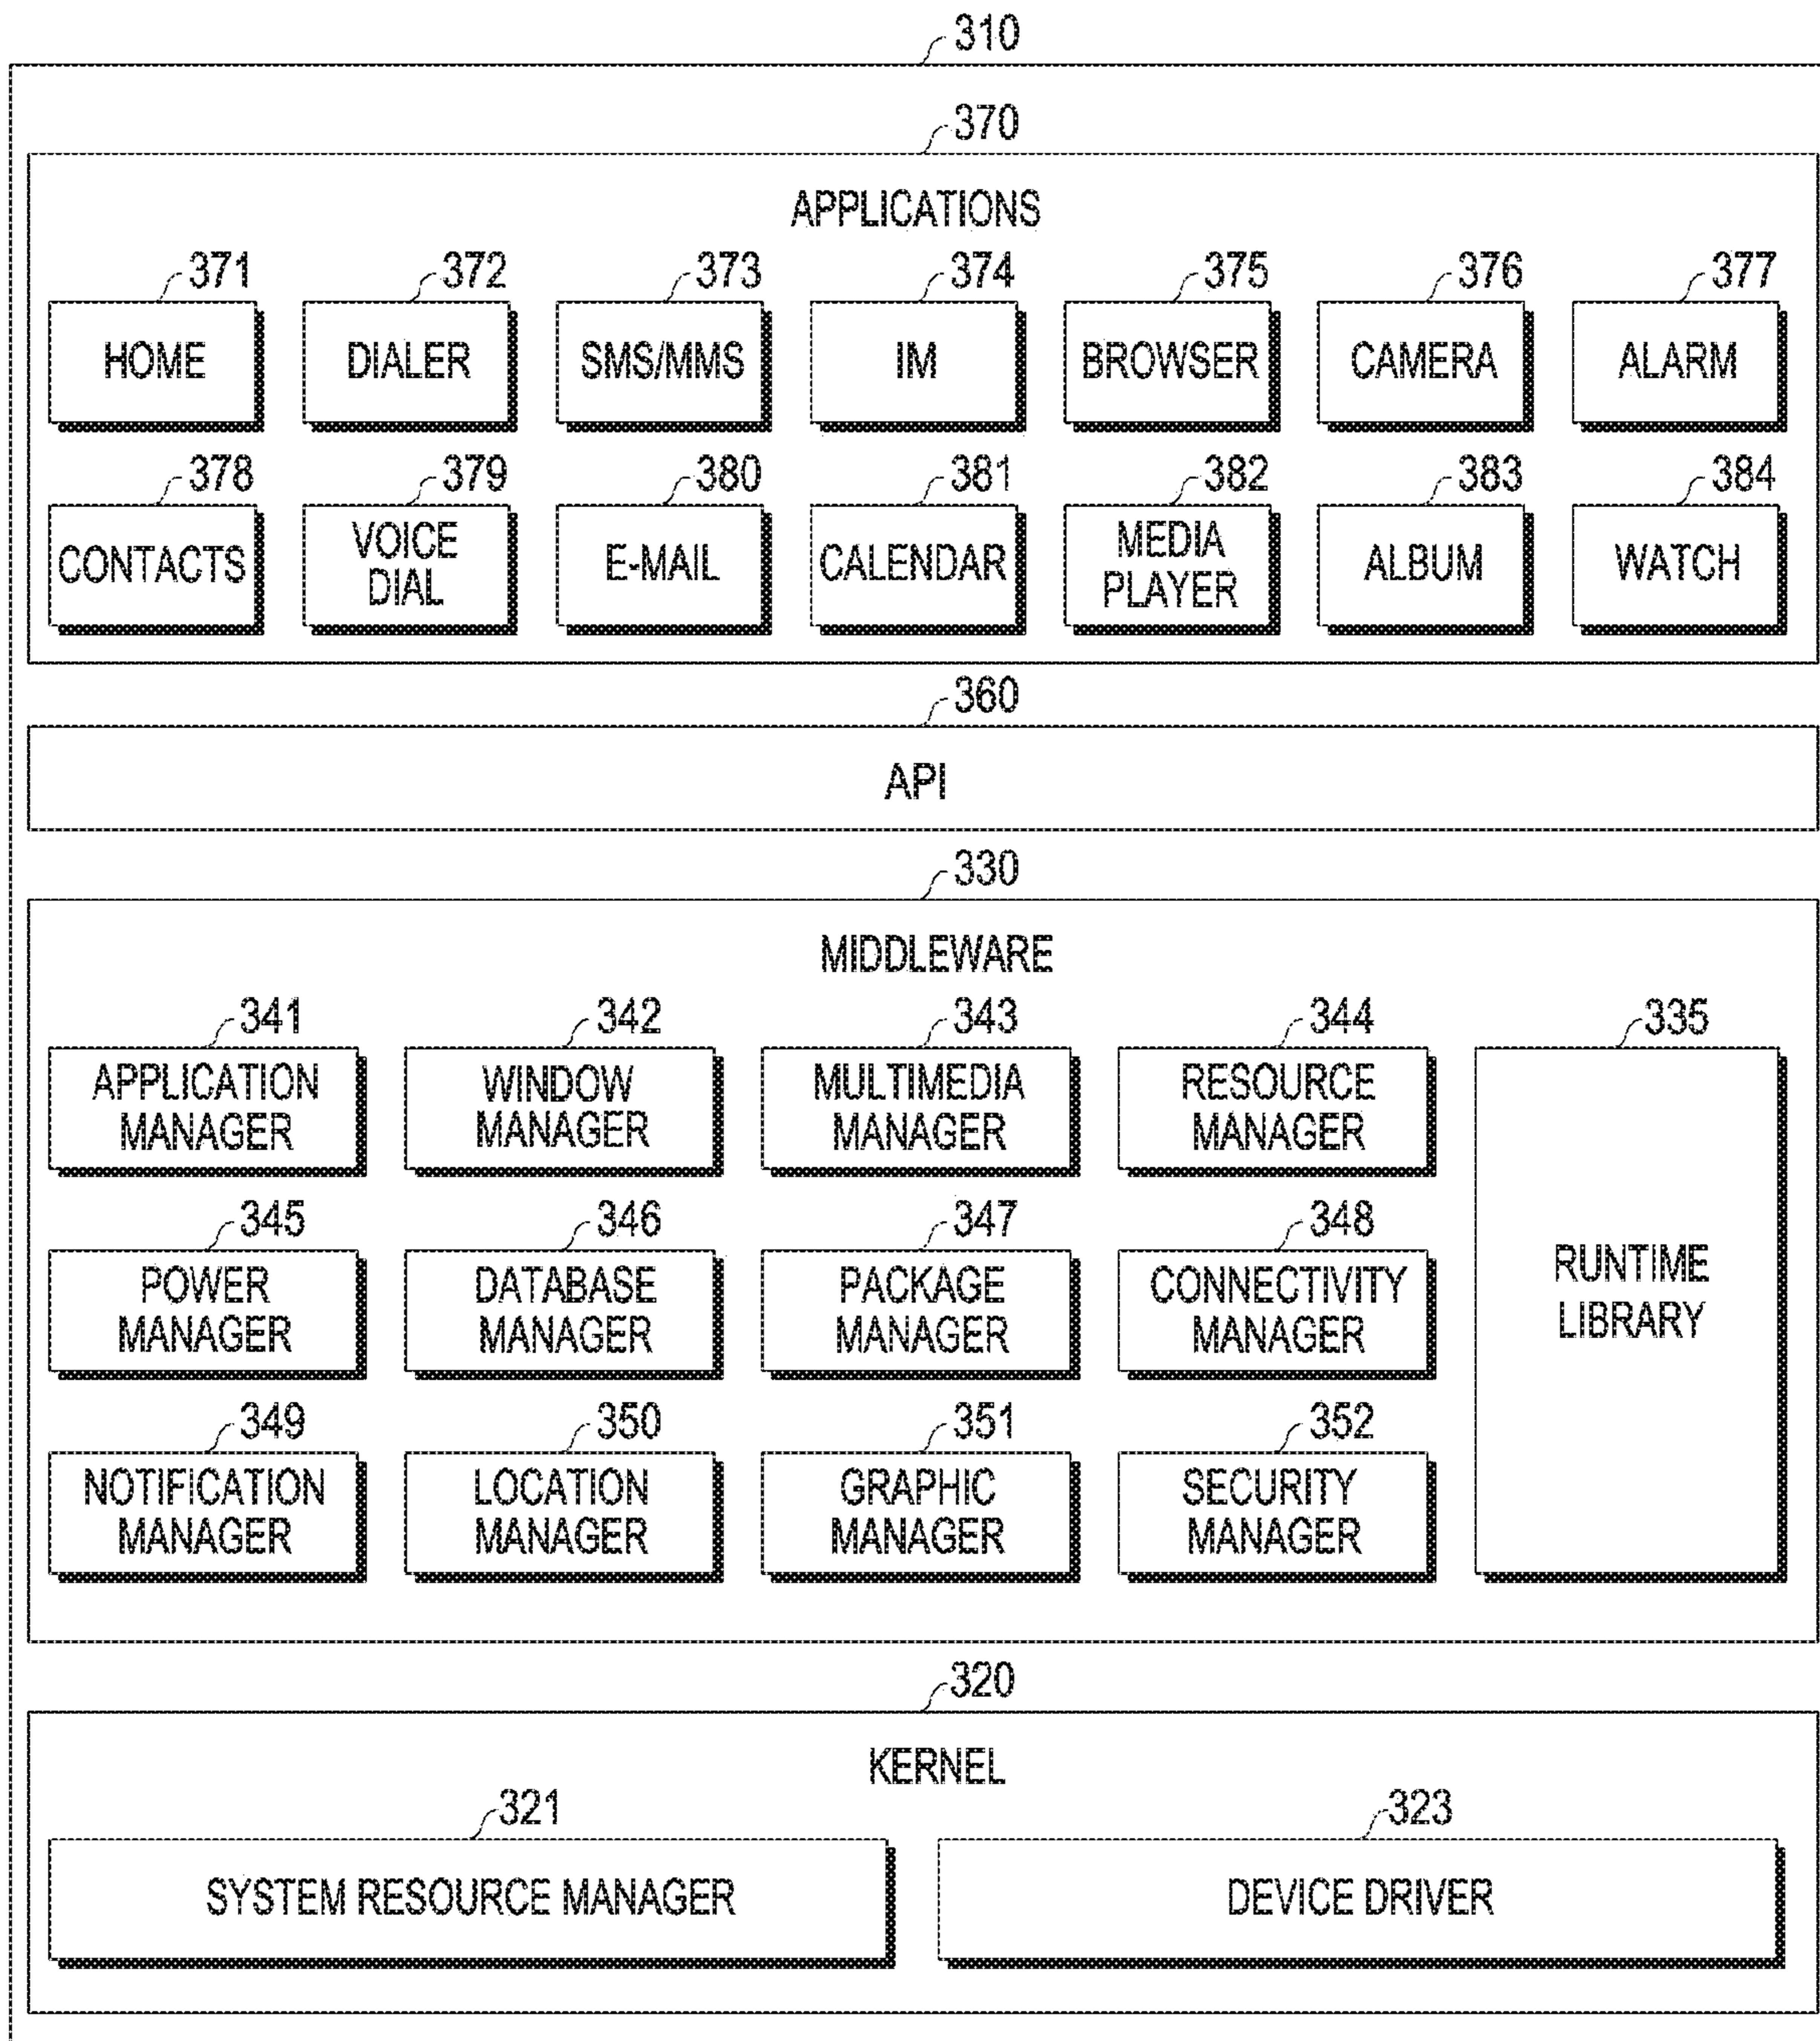 310
370
APPLICATIONS
371 372 373 374 375 376 377
HOME DIALER SMS/MMS IM BROWSER CAMERA ALARM
378 379 380 381 382 383 384
CONTACTS VOICE DIAL E-MAIL CALENDAR MEDIA PLAYER ALBUM WATCH
360
API
330
MIDDLEWARE
341 342 343 344 335
APPLICATION MANAGER WINDOW MANAGER MULTIMEDIA MANAGER RESOURCE MANAGER
345 346 347 348
POWER MANAGER DATABASE MANAGER PACKAGE MANAGER CONNECTIVITY MANAGER RUNTIME LIBRARY
349 350 351 352
NOTIFICATION MANAGER LOCATION MANAGER GRAPHIC MANAGER SECURITY MANAGER
320
KERNEL
321 323
SYSTEM RESOURCE MANAGER DEVICE DRIVER